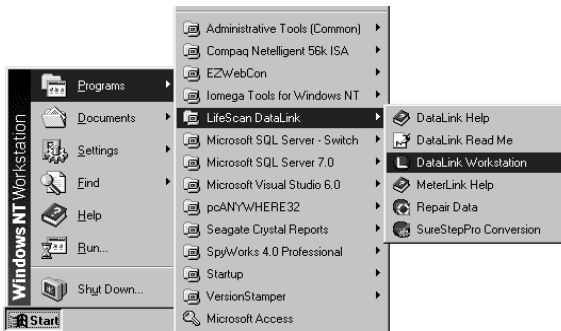 Windows NT Workstation
Programs
Documents
Settings
Find
Help
Run...
Shut Down...
Start
Administrative Tools (Common)
Compaq Netelligent 56k ISA
EZWebCon
Iomega Tools for Windows NT
LifeScan DataLink
Microsoft SQL Server - Switch
Microsoft SQL Server 7.0
Microsoft Visual Studio 6.0
pcANYWHERE32
Seagate Crystal Reports
SpyWorks 4.0 Professional
Startup
VersionStamper
Microsoft Access
DataLink Help
DataLink Read Me
DataLink Workstation
MeterLink Help
Repair Data
SureStepPro Conversion